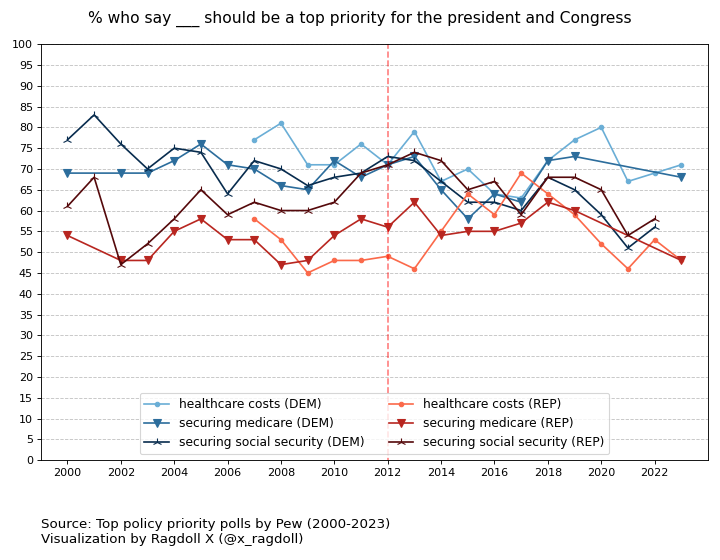 % who say ___ should be a top priority for the president and Congress
100
95
90
85
80
75
70
65
60
55
50
45
40
35
30
25
20
15
10
5
0
healthcare costs (DEM)
securing medicare (DEM)
securing social security (DEM)
healthcare costs (REP)
securing medicare (REP)
securing social security (REP)
2000 2002 2004 2006 2008 2010 2012 2014 2016 2018 2020 2022
Source: Top policy priority polls by Pew (2000-2023)
Visualization by Ragdoll X (@x_ragdoll)